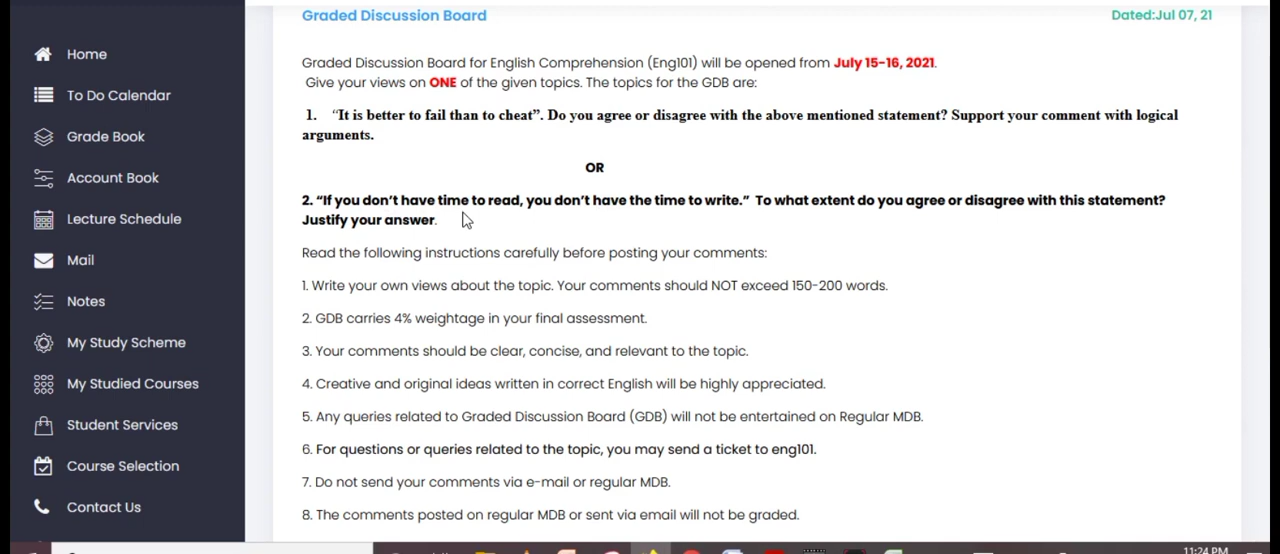 Graded Discussion Board
Dated:Jul 07, 21
Home
To Do Calendar
Grade Book
Account Book
Lecture Schedule
Mail
Notes
My Study Scheme
My Studied Courses
Student Services
Course Selection
Contact Us
Graded Discussion Board for English Comprehension (Eng101) will be opened from July 15-16, 2021.
Give your views on ONE of the given topics. The topics for the GDB are:
1. “It is better to fail than to cheat”. Do you agree or disagree with the above mentioned statement? Support your comment with logical
arguments.
OR
2. “If you don’t have time to read, you don’t have the time to write.” To what extent do you agree or disagree with this statement?
Justify your answer.
Read the following instructions carefully before posting your comments:
1. Write your own views about the topic. Your comments should NOT exceed 150-200 words.
2. GDB carries 4% weightage in your final assessment.
3. Your comments should be clear, concise, and relevant to the topic.
4. Creative and original ideas written in correct English will be highly appreciated.
5. Any queries related to Graded Discussion Board (GDB) will not be entertained on Regular MDB.
6. For questions or queries related to the topic, you may send a ticket to eng101.
7. Do not send your comments via e-mail or regular MDB.
8. The comments posted on regular MDB or sent via email will not be graded.
11:24 PM